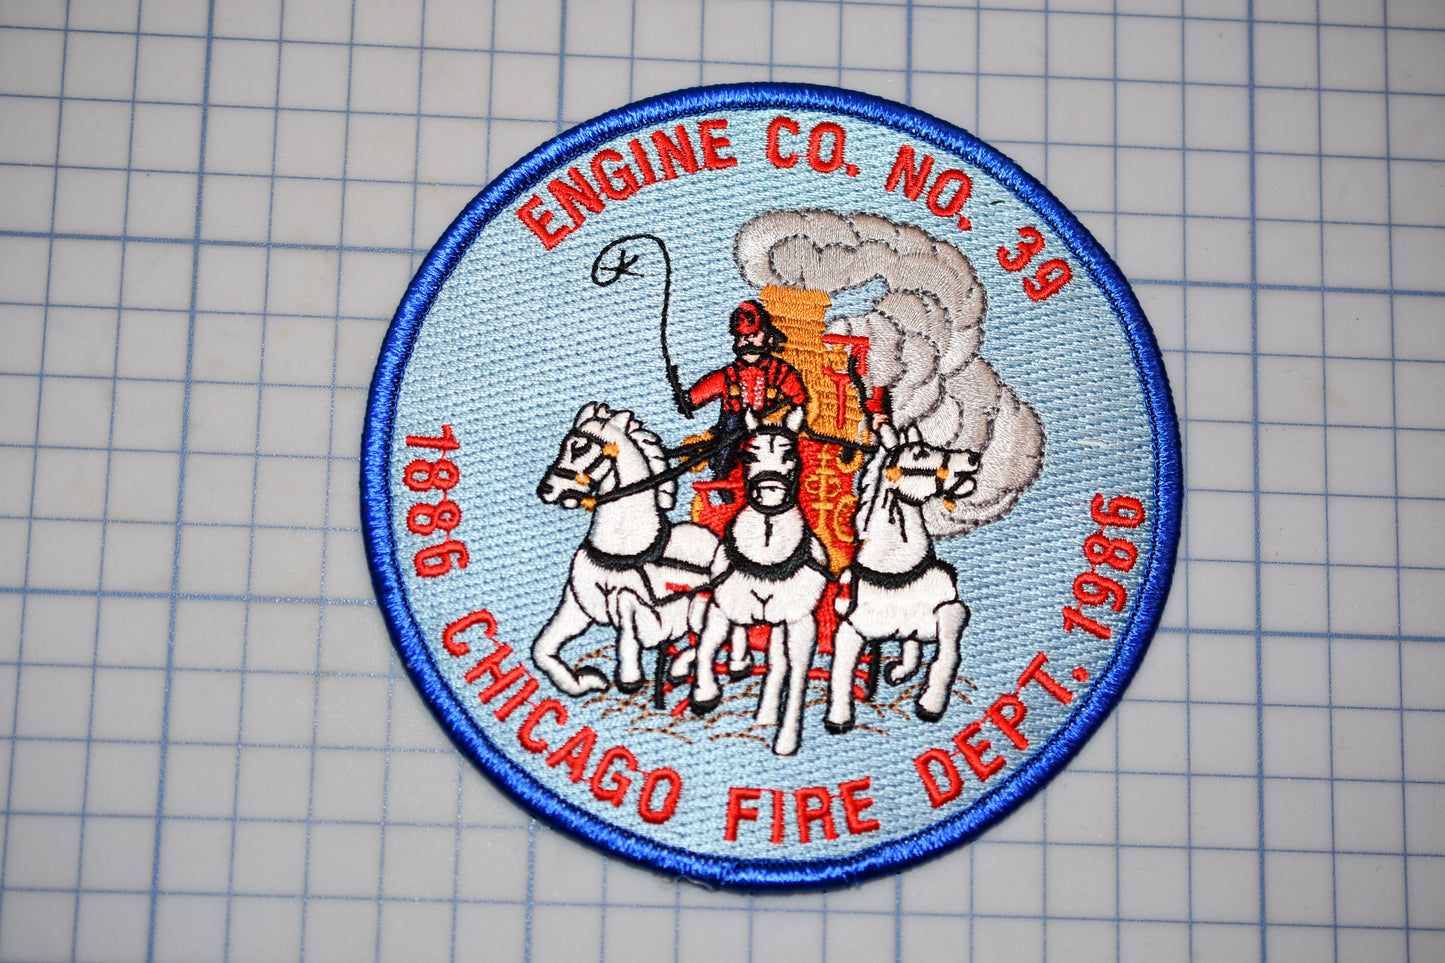 ENGINE CO. NO. 39
1886 CHICAGO FIRE DEPT. 1986